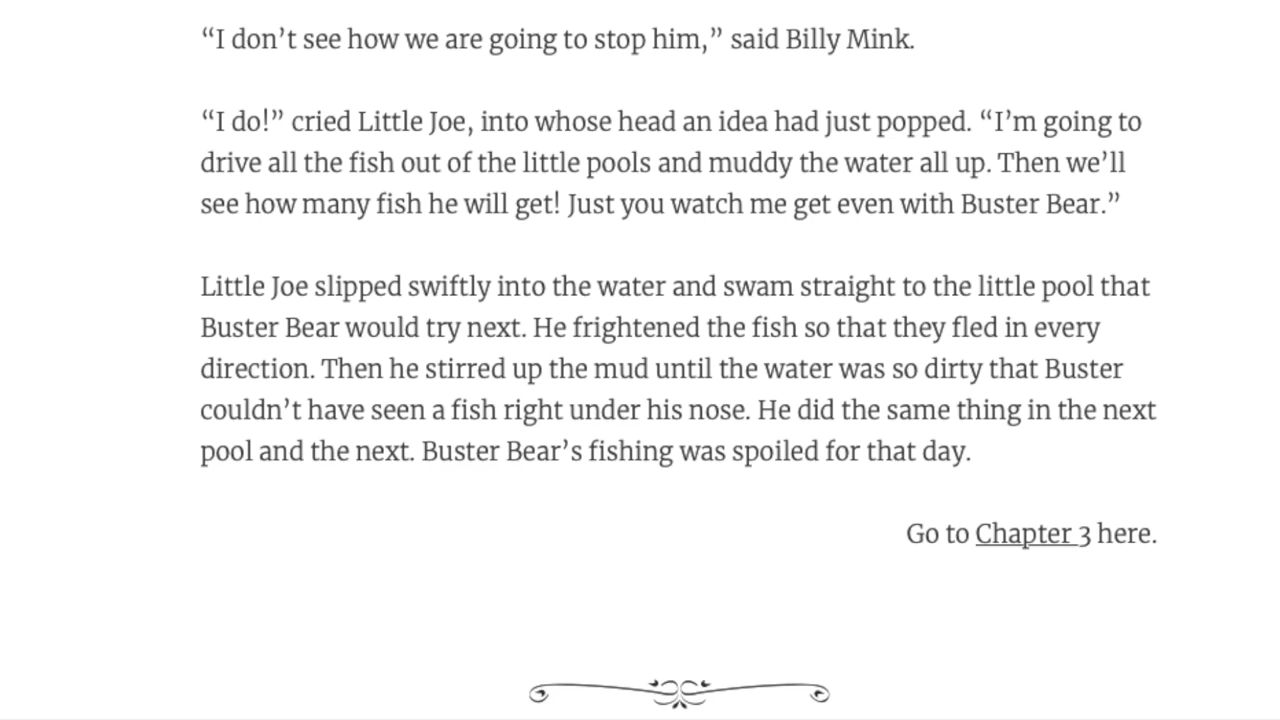 “I don’t see how we are going to stop him,” said Billy Mink.
“I do!” cried Little Joe, into whose head an idea had just popped. “I’m going to
drive all the fish out of the little pools and muddy the water all up. Then we’ll
see how many fish he will get! Just you watch me get even with Buster Bear.”
Little Joe slipped swiftly into the water and swam straight to the little pool that
Buster Bear would try next. He frightened the fish so that they fled in every
direction. Then he stirred up the mud until the water was so dirty that Buster
couldn’t have seen a fish right under his nose. He did the same thing in the next
pool and the next. Buster Bear’s fishing was spoiled for that day.
Go to Chapter 3 here.